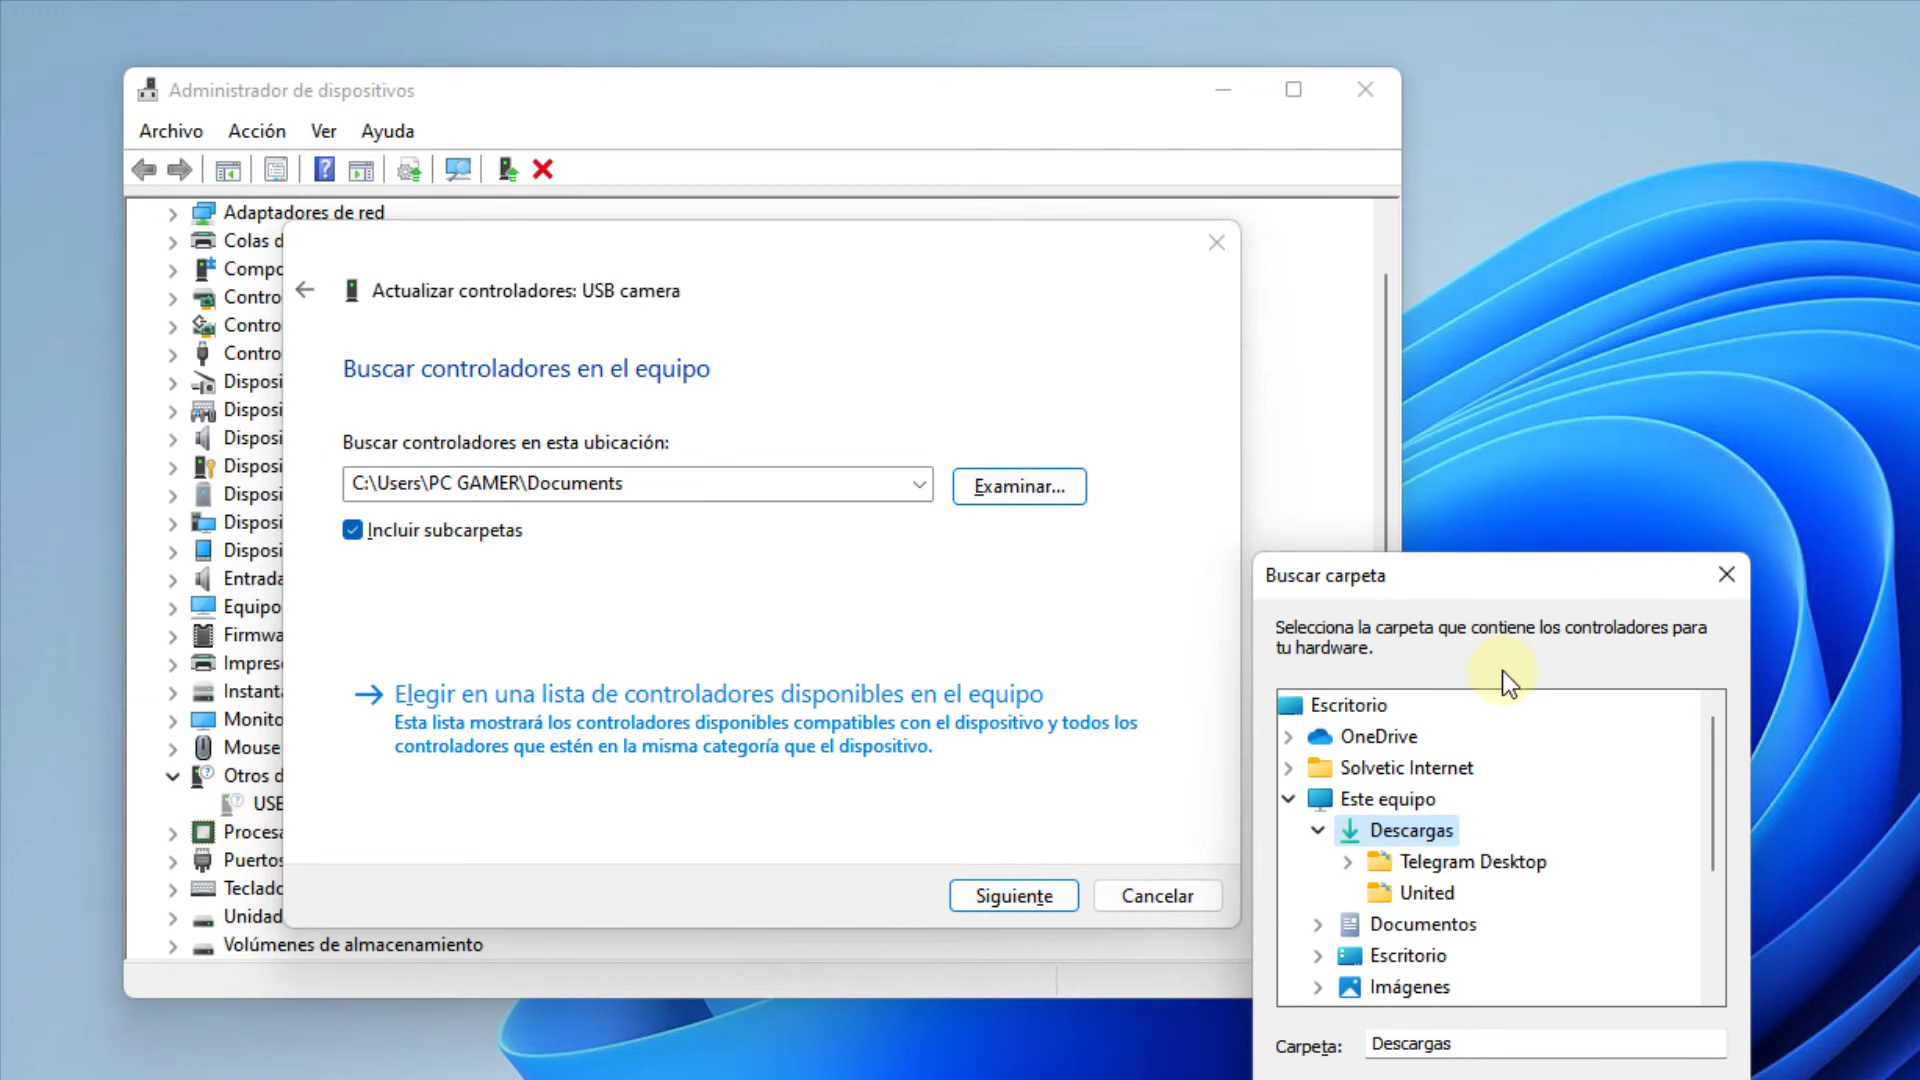 Administrador de dispositivos
Archivo Acción Ver Ayuda
Adaptadores de red
Colas d
Compo
Contro
Contro
Contro
Disposi
Disposi
Disposi
Disposi
Disposi
Disposi
Disposi
Entrada
Equipo
Firmwa
Impres
Instanta
Monito
Mouse
Otros d
USB
Procesa
Puertos
Teclado
Unidad
Volúmenes de almacenamiento
Actualizar controladores: USB camera
Buscar controladores en el equipo
Buscar controladores en esta ubicación:
C:\Users\PC GAMER\Documents
Examinar...
Incluir subcarpetas
Elegir en una lista de controladores disponibles en el equipo
Esta lista mostrará los controladores disponibles compatibles con el dispositivo y todos los
controladores que estén en la misma categoría que el dispositivo.
Siguiente Cancelar
Buscar carpeta
Selecciona la carpeta que contiene los controladores para
tu hardware.
Escritorio
OneDrive
Solvetic Internet
Este equipo
Descargas
Telegram Desktop
United
Documentos
Escritorio
Imágenes
Carpeta: Descargas